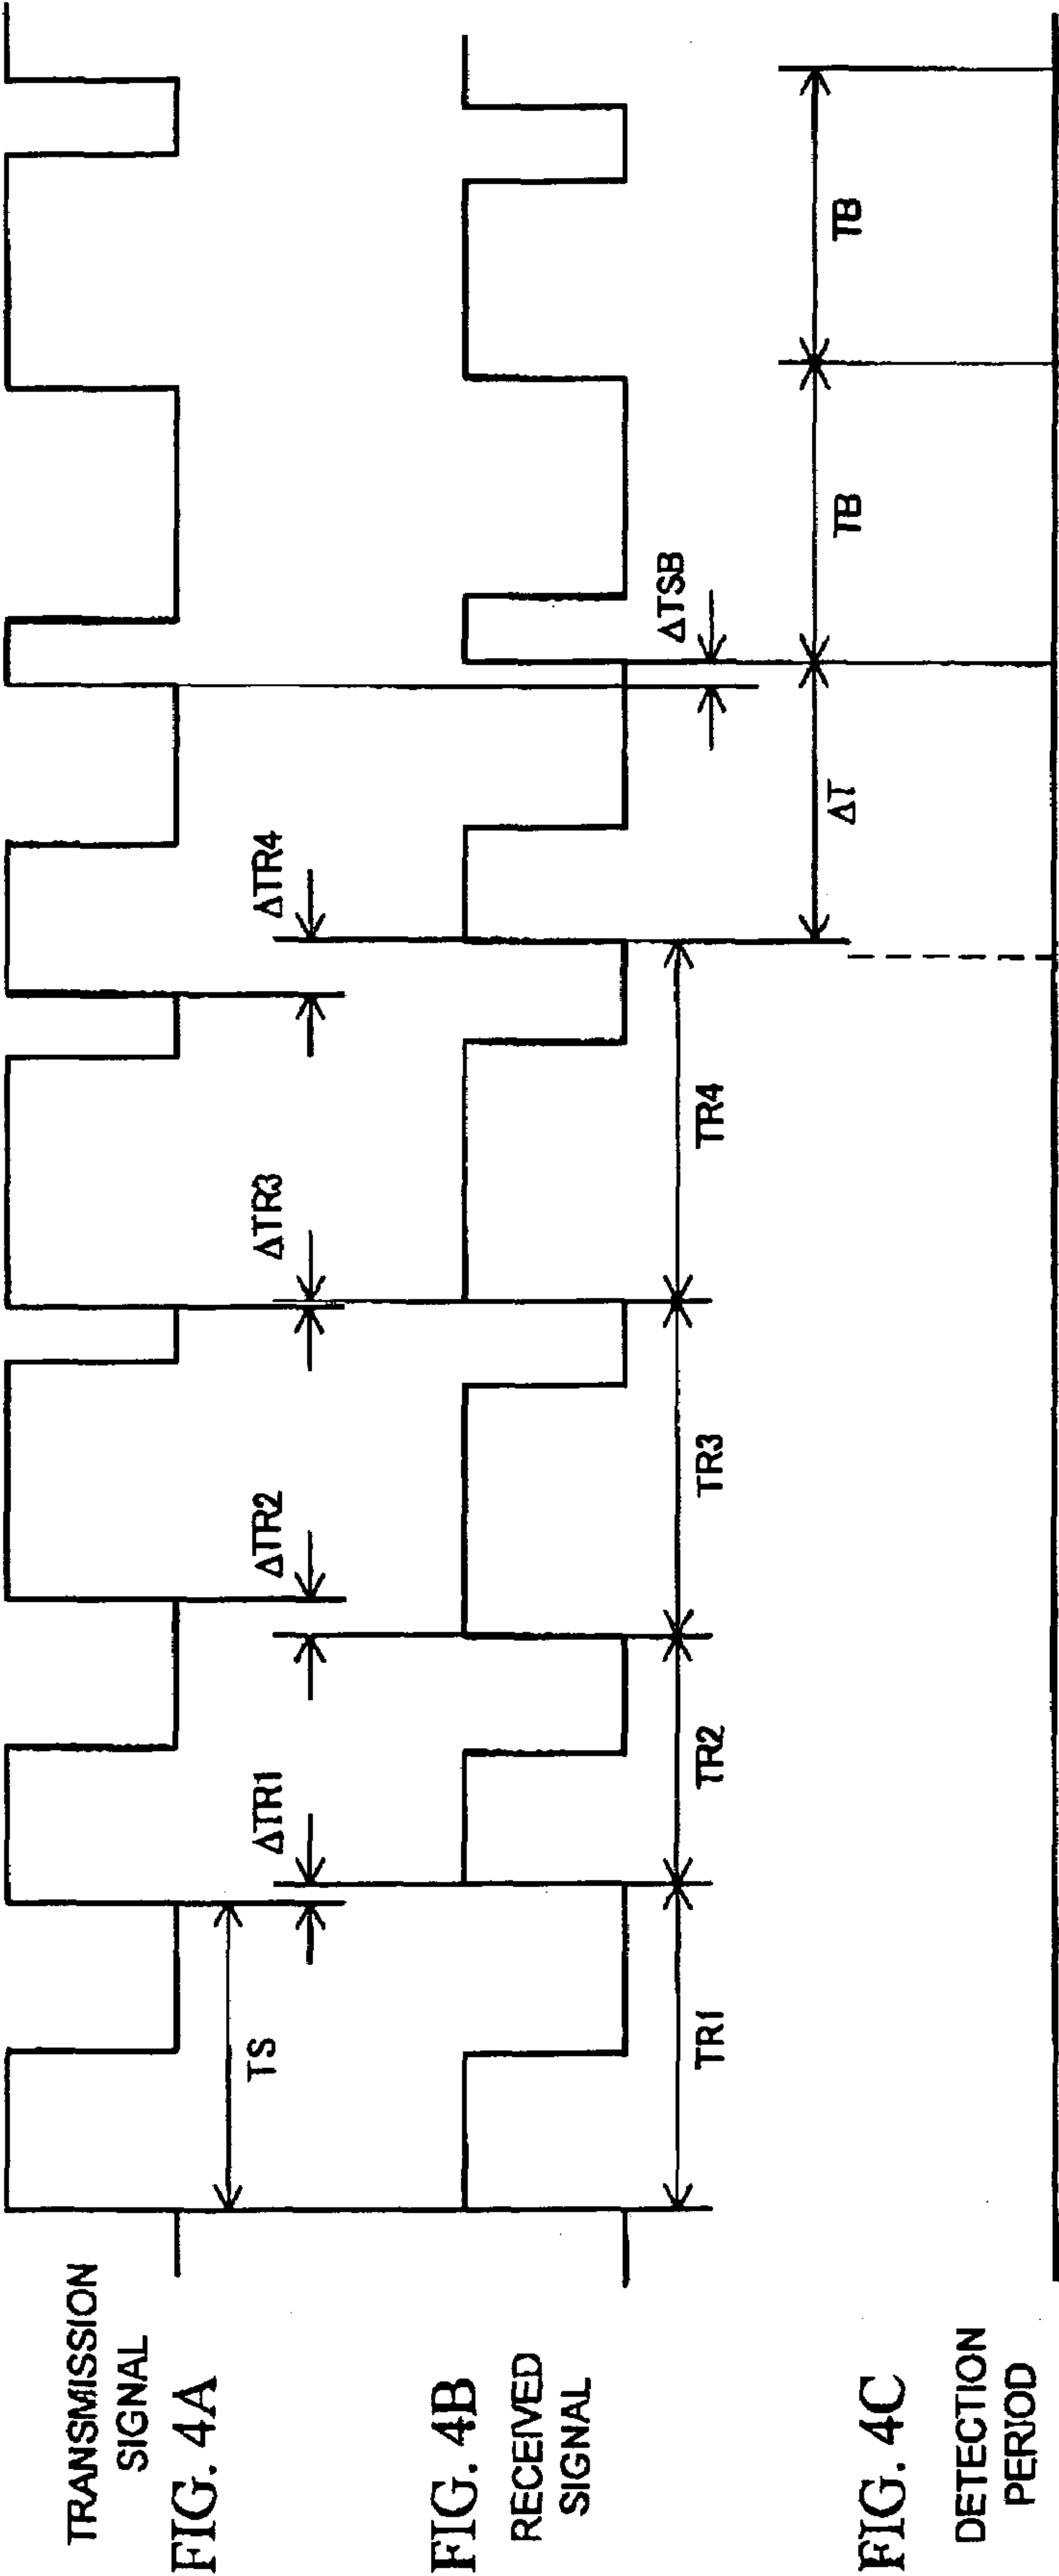 TRANSMISSION
SIGNAL
FIG. 4A
TS
ΔTR1
ΔTR2
ΔTR3
ΔTR4
FIG. 4B
RECEIVED
SIGNAL
TR1
TR2
TR3
TR4
ΔTSB
FIG. 4C
DETECTION
PERIOD
ΔT
TB
TB